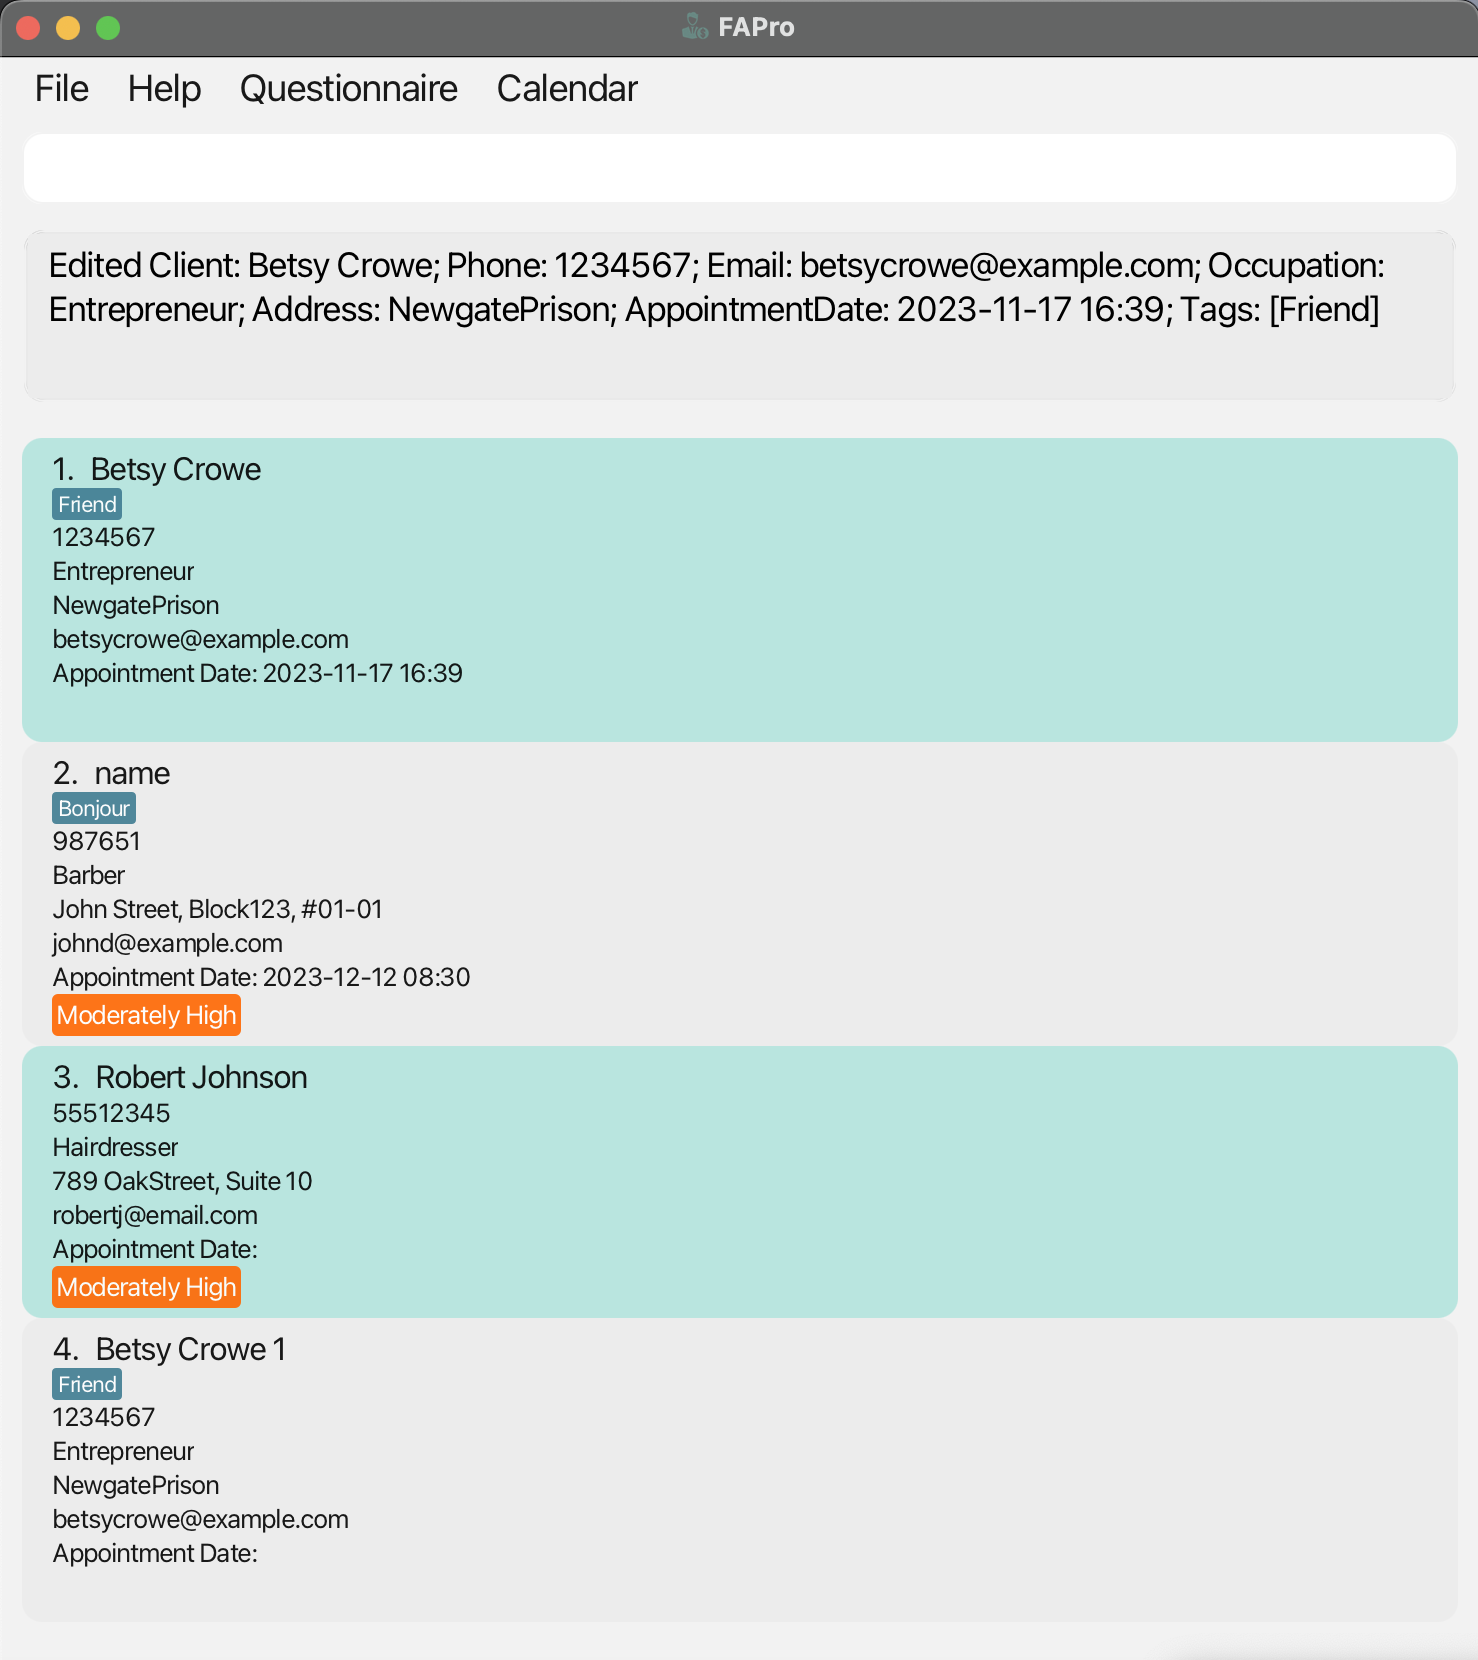 FAPro
File Help Questionnaire Calendar
Edited Client: Betsy Crowe; Phone: 1234567; Email: betsycrowe@example.com; Occupation:
Entrepreneur; Address: NewgatePrison; AppointmentDate: 2023-11-17 16:39; Tags: [Friend]
1. Betsy Crowe
Friend
1234567
Entrepreneur
NewgatePrison
betsycrowe@example.com
Appointment Date: 2023-11-17 16:39
2. name
Bonjour
987651
Barber
John Street, Block123, #01-01
johnd@example.com
Appointment Date: 2023-12-12 08:30
Moderately High
3. Robert Johnson
55512345
Hairdresser
789 OakStreet, Suite 10
robertj@email.com
Appointment Date:
Moderately High
4. Betsy Crowe 1
Friend
1234567
Entrepreneur
NewgatePrison
betsycrowe@example.com
Appointment Date: